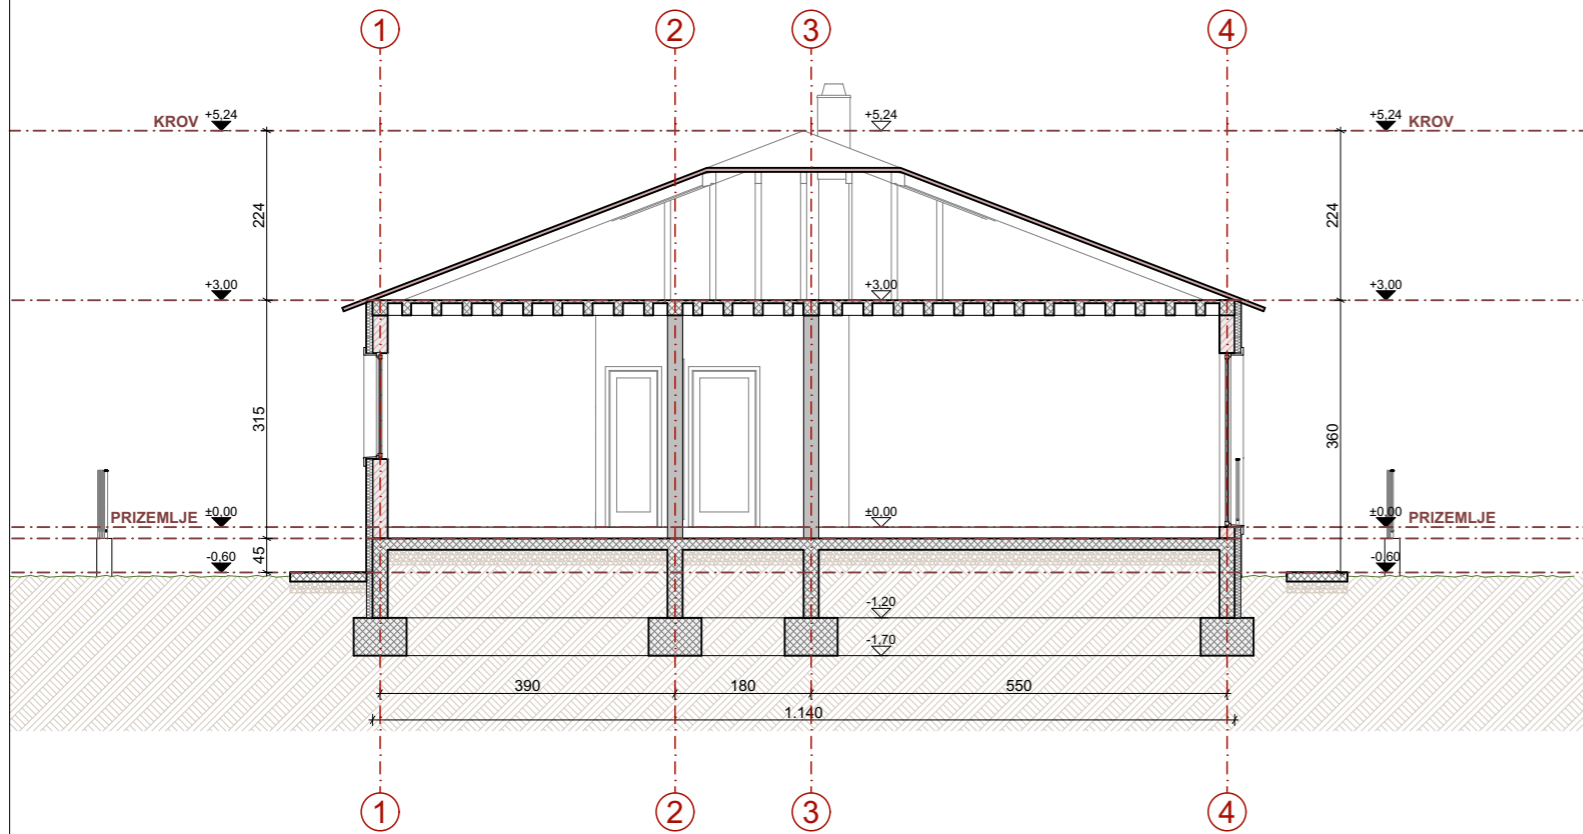 1 2 3 4
KROV +5,24 +5,24 +5,24 KROV
224 224
+3,00 +3,00 +3,00
315 360
PRIZEMLJE ±0,00 ±0,00 ±0,00 PRIZEMLJE
45 -0,60 -0,60
-1,20
-1,70
390 180 550
1.140
1 2 3 4